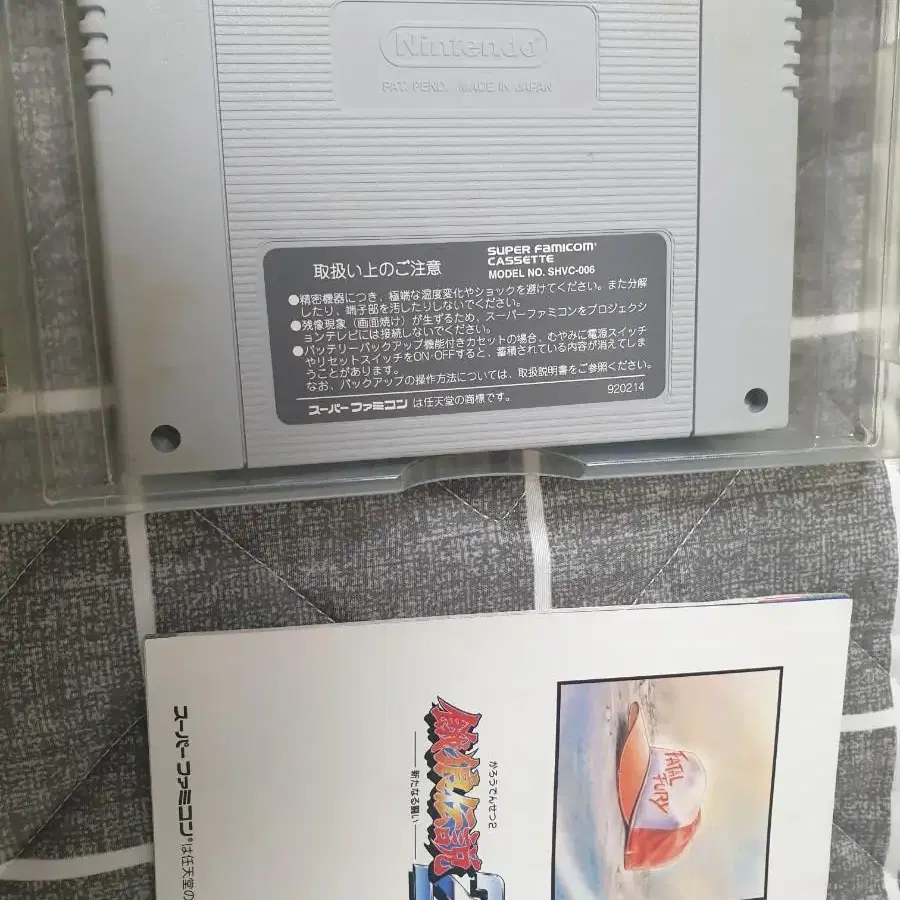 Nintendo
PAT. PEND. MADE IN JAPAN
取扱い上のご注意
SUPER FAMICOM
CASSETTE
MODEL NO. SHVC-006
●精密機器につき、極端な温度変化やショックを避けてください。また分解
したり、端子部を汚したりしないでください。
●残像現象(画面焼け)が生ずるため、スーパーファミコンをプロジェクシ
ョンテレビには接続しないでください。
●バッテリーバックアップ機能付きカセットの場合、むやみに電源スイッチ
やリセットスイッチをON・OFFすると、蓄積されている内容が消えてしま
うことがあります。
なお、バックアップの操作方法については、取扱説明書をご参照ください。
スーパーファミコン は任天堂の商標です。
920214
FATAL
FURY
がろうでんせつ2
餓狼伝説2
新たなる闘い
スーパーファミコン®は任天堂の